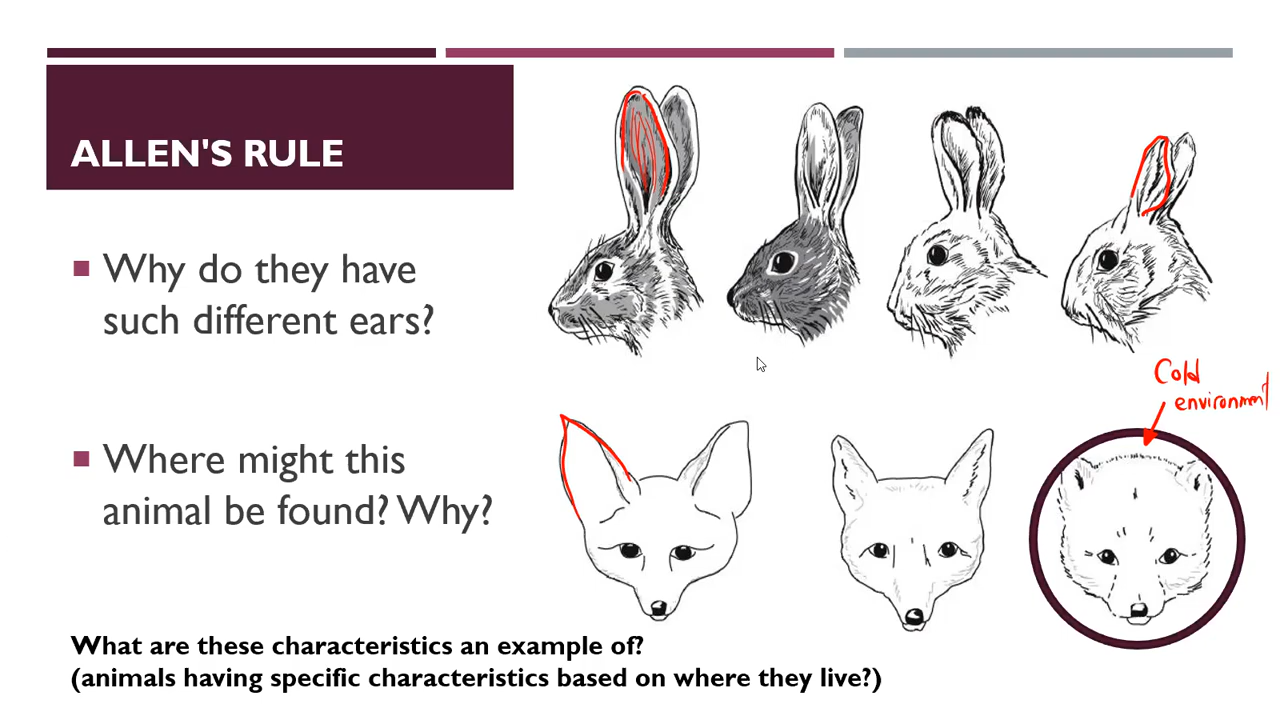 ALLEN'S RULE
Why do they have
such different ears?
Where might this
animal be found? Why?
Cold
environment
What are these characteristics an example of?
(animals having specific characteristics based on where they live?)